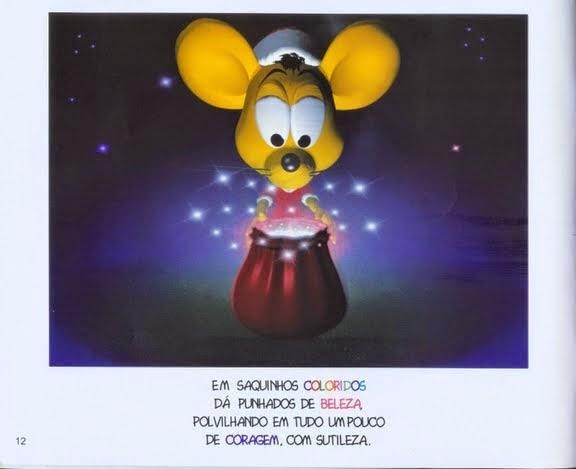 EM SAQUINHOS COLORIDOS
DÁ PUNHADOS DE BELEZA,
POLVILHANDO EM TUDO UM POUCO
DE CORAGEM, COM SUTILEZA.
12